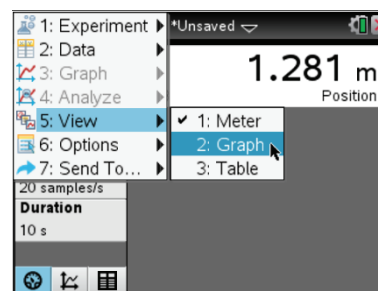 1: Experiment
2: Data
3: Graph
4: Analyze
5: View
6: Options
7: Send To...
*Unsaved
1.281 m
Position
1: Meter
2: Graph
3: Table
20 samples/s
Duration
10 s